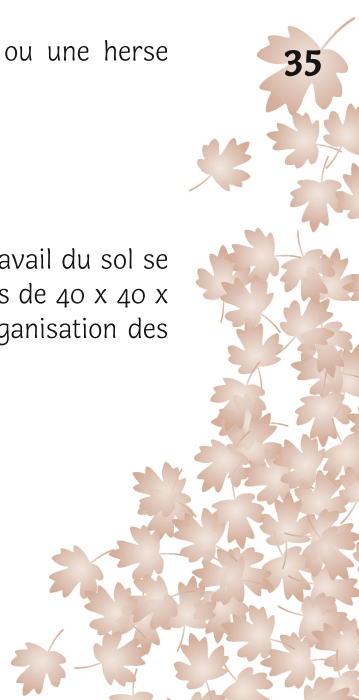 35
ou une herse
avail du sol se
s de 40 x 40 x
ganisation des